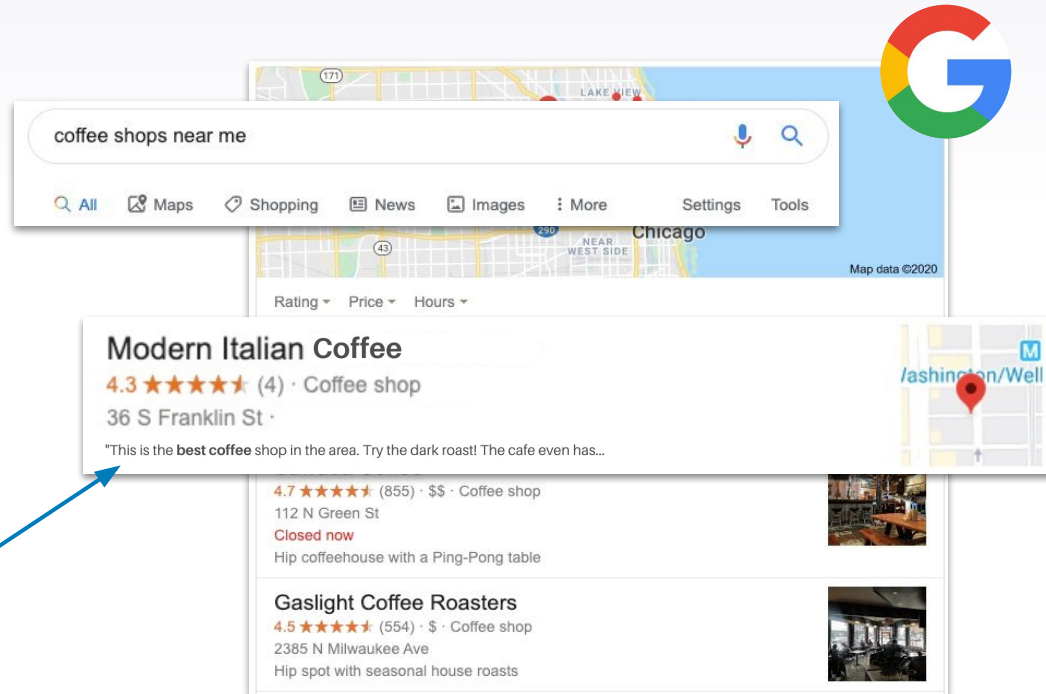 171
LAKE VIEW
coffee shops near me
All Maps Shopping News Images More Settings Tools
290
Chicago
43
NEAR
WEST SIDE
Map data ©2020
Rating Price Hours
Modern Italian Coffee
4.3 (4) · Coffee shop
36 S Franklin St ·
"This is the best coffee shop in the area. Try the dark roast! The cafe even has...
M
/ashington/Well
4.7 (855) · $$ · Coffee shop
112 N Green St
Closed now
Hip coffeehouse with a Ping-Pong table
Gaslight Coffee Roasters
4.5 (554) · $ · Coffee shop
2385 N Milwaukee Ave
Hip spot with seasonal house roasts